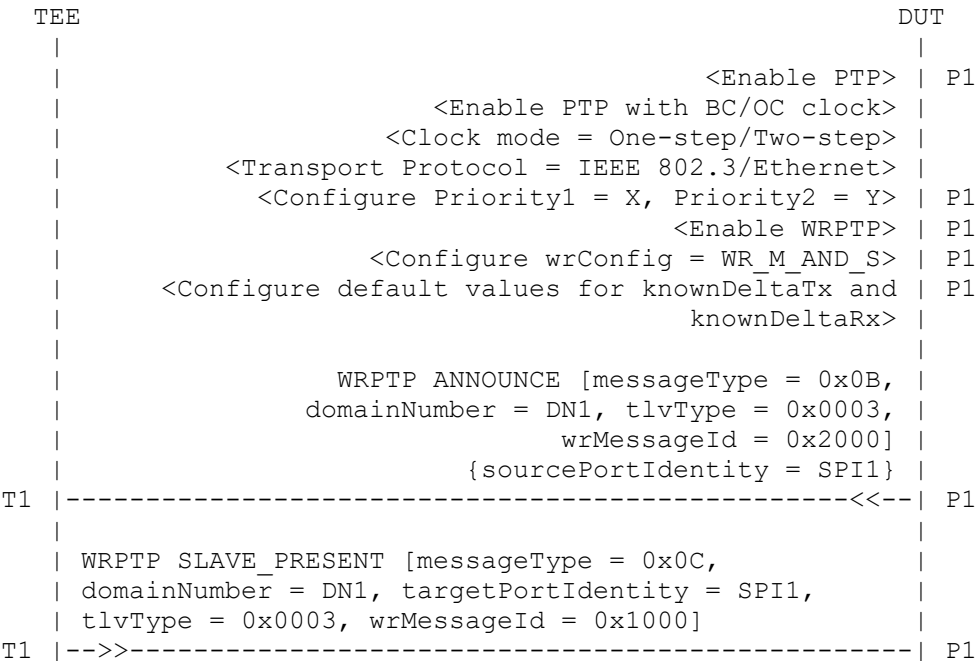 TEE DUT
| |
| <Enable PTP> | P1
| <Enable PTP with BC/OC clock> |
| <Clock mode = One-step/Two-step> |
| <Transport Protocol = IEEE 802.3/Ethernet> |
| <Configure Priority1 = X, Priority2 = Y> | P1
| <Enable WRPTP> | P1
| <Configure wrConfig = WR_M_AND_S> | P1
| <Configure default values for knownDeltaTx and | P1
| knownDeltaRx> |
| |
| WRPTP ANNOUNCE [messageType = 0x0B, |
| domainNumber = DN1, tlvType = 0x0003, |
| wrMessageId = 0x2000] |
| {sourcePortIdentity = SPI1} |
T1 |-------------------------------------------------<<--| P1
| |
| WRPTP SLAVE_PRESENT [messageType = 0x0C, |
| domainNumber = DN1, targetPortIdentity = SPI1, |
| tlvType = 0x0003, wrMessageId = 0x1000] |
T1 |-->>-------------------------------------------------| P1